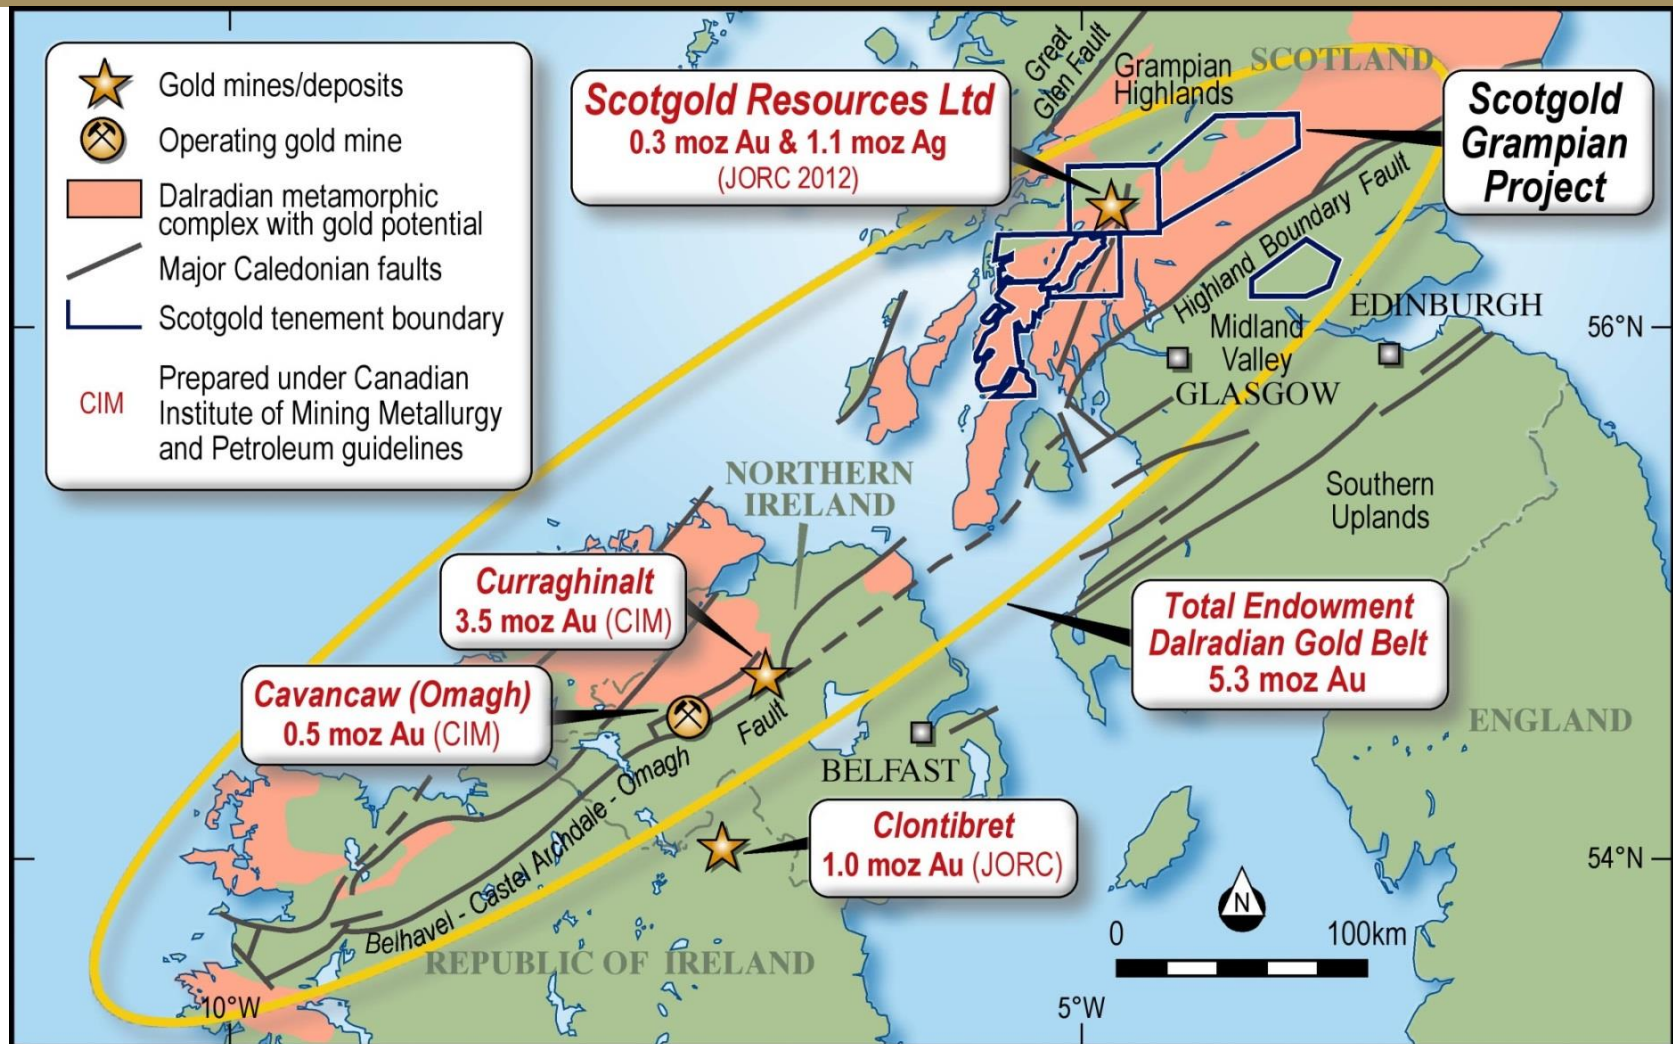 Gold mines/deposits
Operating gold mine
Dalradian metamorphic
complex with gold potential
Major Caledonian faults
Scotgold tenement boundary
CIM
Prepared under Canadian
Institute of Mining Metallurgy
and Petroleum guidelines
Great
Glen Fault
Grampian
Highlands
SCOTLAND
Scotgold Resources Ltd
0.3 moz Au & 1.1 moz Ag
(JORC 2012)
Scotgold
Grampian
Project
Highland Boundary Fault
EDINBURGH
56°N
Midland
Valley
GLASGOW
NORTHERN
IRELAND
Southern
Uplands
Curraghinalt
3.5 moz Au (CIM)
Total Endowment
Dalradian Gold Belt
5.3 moz Au
Cavancaw (Omagh)
0.5 moz Au (CIM)
ENGLAND
BELFAST
Belhavel - Castel Archdale - Omagh Fault
Clontibret
1.0 moz Au (JORC)
54°N
N
0 100km
REPUBLIC OF IRELAND
10°W
5°W